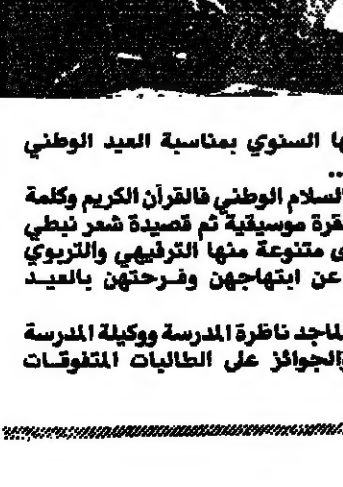 ها السنوي بمناسبة العيد الوطني
..
السلام الوطني فالقرآن الكريم وكلمة
فقرة موسيقية ثم قصيدة شعر نبطي
ى متنوعة منها الترفيهي والتربوي
عن ابتهاجهن وفرحتهن بالعيد
الماجد ناظرة المدرسة ووكيلة المدرسة
والجوائز على الطالبات المتفوقات